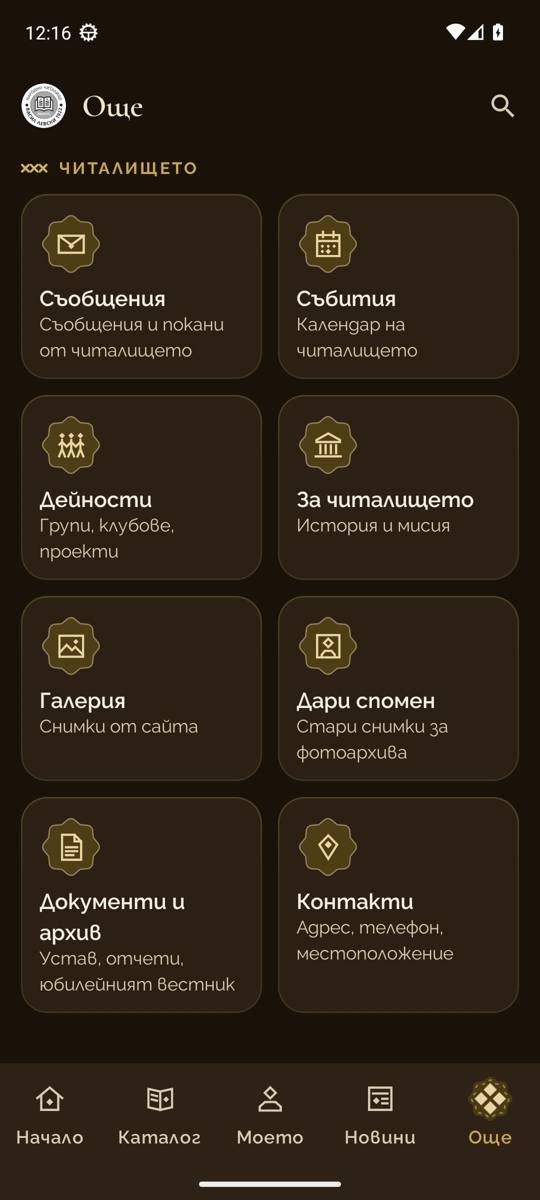 12:16
Още
ЧИТАЛИЩЕТО
Съобщения
Съобщения и покани
от читалището
Събития
Календар на
читалището
Дейности
Групи, клубове,
проекти
За читалището
История и мисия
Галерия
Снимки от сайта
Дари спомен
Стари снимки за
фотоархива
Документи и
архив
Устав, отчети,
юбилейният вестник
Контакти
Адрес, телефон,
местоположение
Начало
Каталог
Моето
Новини
Още